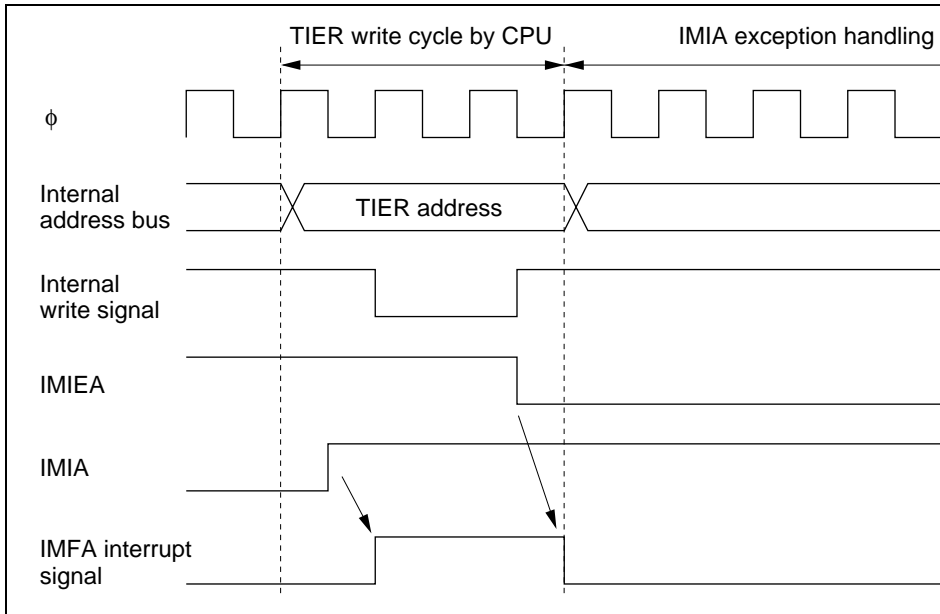 TIER write cycle by CPU
IMIA exception handling
ϕ
Internal
address bus
TIER address
Internal
write signal
IMIEA
IMIA
IMFA interrupt
signal